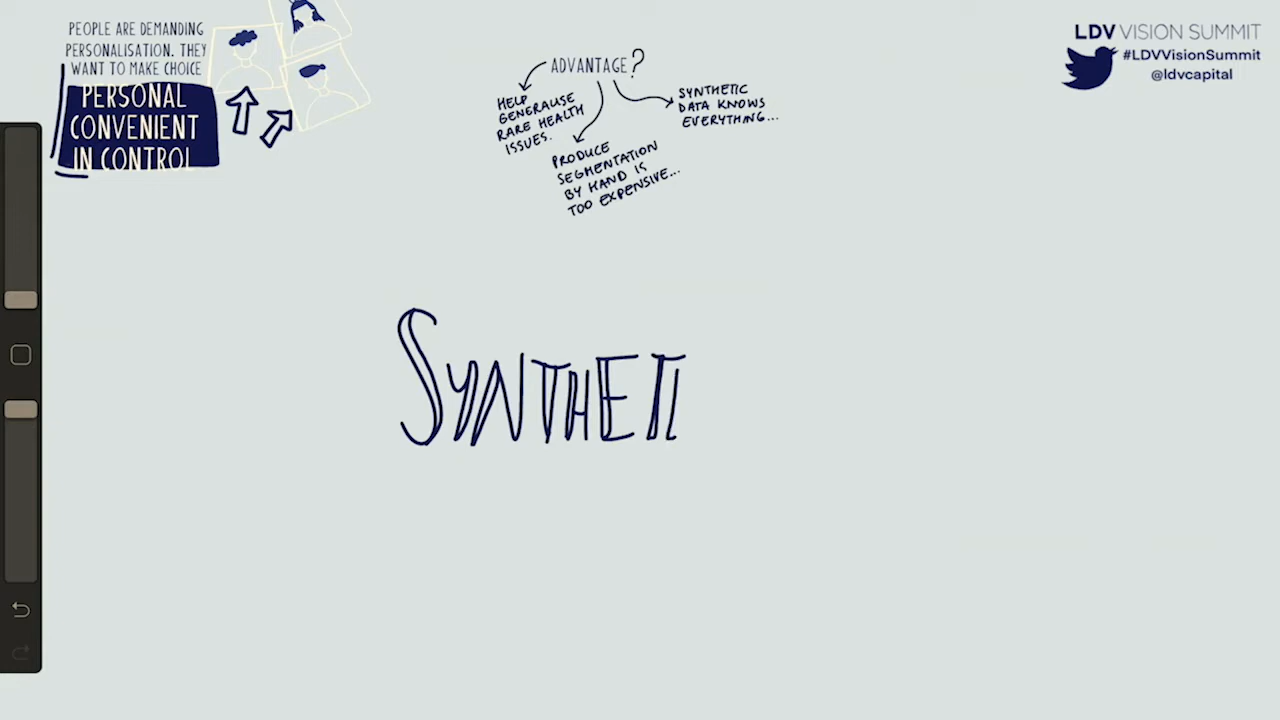 PEOPLE ARE DEMANDING
PERSONALISATION. THEY
WANT TO MAKE CHOICE
PERSONAL
CONVENIENT
IN CONTROL
ADVANTAGE?
HELP
GENERAUSE
RARE HEALTH
ISSUES.
PRODUCE
SEGMENTATION
BY HAND IS
TOO EXPENSIVE...
SYNTHETIC
DATA KNOWS
EVERYTHING...
SYNTHETI
LDV VISION SUMMIT
#LDVVisionSummit
@ldvcapital